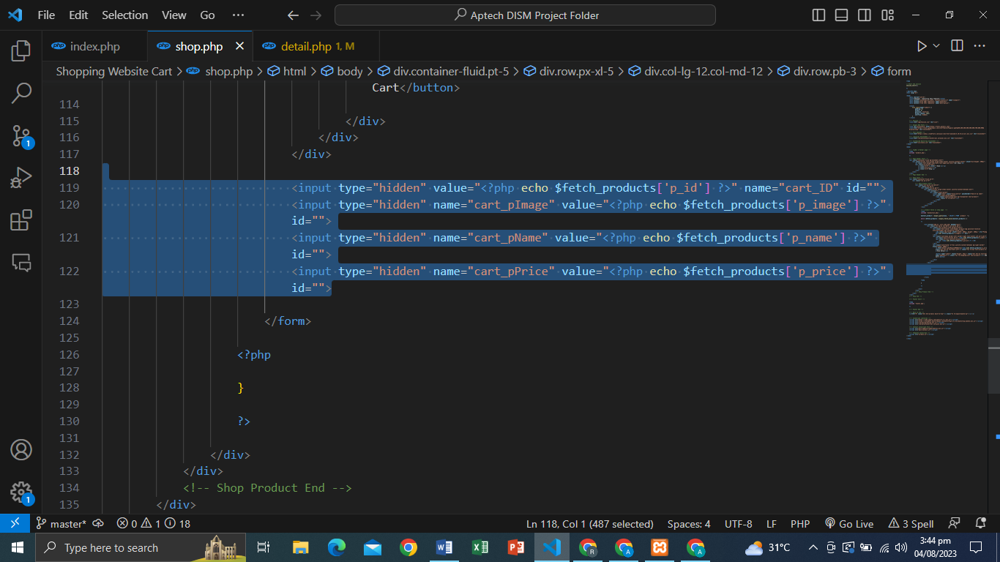 File Edit Selection View Go ··· Aptech DISM Project Folder
index.php shop.php detail.php 1, M
Shopping Website Cart > shop.php > html > body > div.container-fluid.pt-5 > div.row.px-xl-5 > div.col-lg-12.col-md-12 > div.row.pb-3 > form
Cart</button>
114
115 </div>
116 </div>
117 </div>
118
119 <input type="hidden" value="<?php echo $fetch_products['p_id'] ?>" name="cart_ID" id="">
120 <input type="hidden" name="cart_pImage" value="<?php echo $fetch_products['p_image'] ?>"
id="">
121 <input type="hidden" name="cart_pName" value="<?php echo $fetch_products['p_name'] ?>"
id="">
122 <input type="hidden" name="cart_pPrice" value="<?php echo $fetch_products['p_price'] ?>"
id="">
123
124 </form>
125
126 <?php
127
128 }
129
130 ?>
131
132 </div>
133 </div>
134 <!-- Shop Product End -->
135 </div>
1
1
master* 0 1 18 Ln 118, Col 1 (487 selected) Spaces: 4 UTF-8 LF PHP Go Live 3 Spell
Type here to search 31°C 3:44 pm
04/08/2023